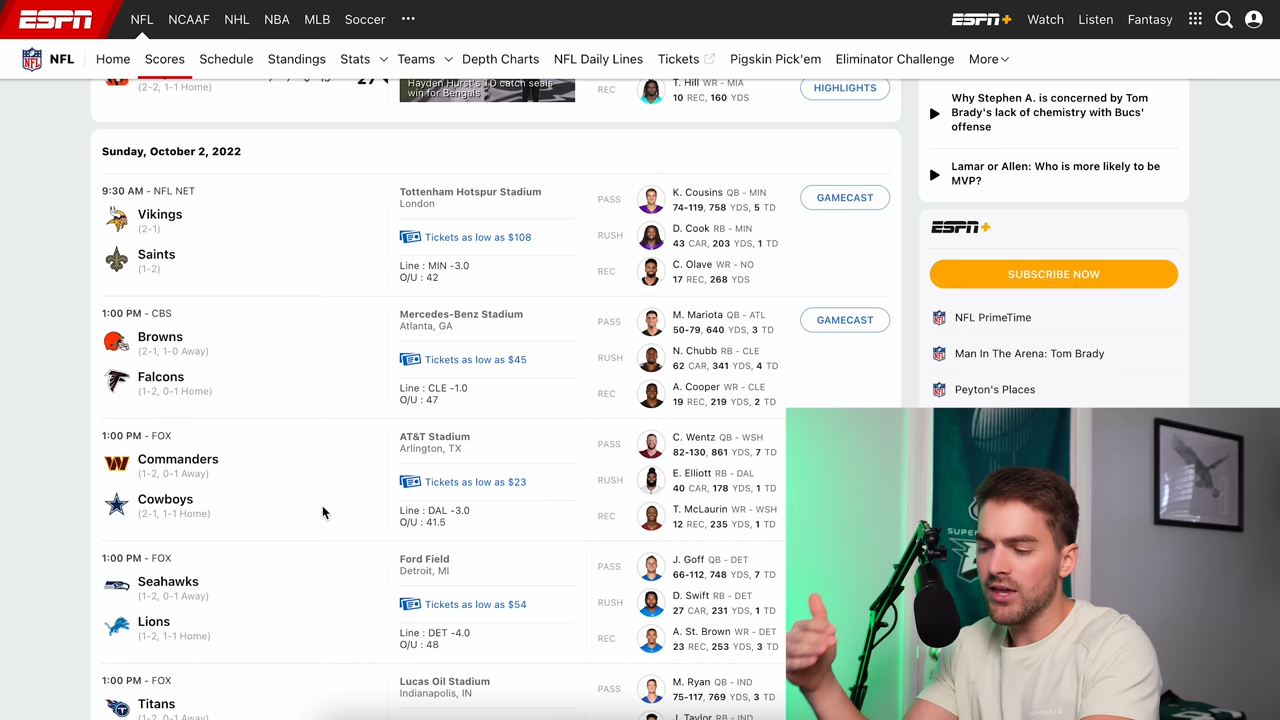 ESPN
NFL NCAAF NHL NBA MLB Soccer
ESPN+ Watch Listen Fantasy
NFL Home Scores Schedule Standings Stats Teams Depth Charts NFL Daily Lines Tickets Pigskin Pick'em Eliminator Challenge More
(2-2, 1-1 Home)
Hayden Hurst's TD catch seals
win for Bengals
REC
T. Hill WR - MIA
10 REC, 160 YDS
HIGHLIGHTS
Sunday, October 2, 2022
9:30 AM - NFL NET
Vikings
(2-1)
Saints
(1-2)
Tottenham Hotspur Stadium
London
Tickets as low as $108
Line : MIN -3.0
O/U : 42
PASS
K. Cousins QB - MIN
74-119, 758 YDS, 5 TD
RUSH
D. Cook RB - MIN
43 CAR, 203 YDS, 1 TD
REC
C. Olave WR - NO
17 REC, 268 YDS
GAMECAST
1:00 PM - CBS
Browns
(2-1, 1-0 Away)
Falcons
(1-2, 0-1 Home)
Mercedes-Benz Stadium
Atlanta, GA
Tickets as low as $45
Line : CLE -1.0
O/U : 47
PASS
M. Mariota QB - ATL
50-79, 640 YDS, 3 TD
RUSH
N. Chubb RB - CLE
62 CAR, 341 YDS, 4 TD
REC
A. Cooper WR - CLE
19 REC, 219 YDS, 2 TD
GAMECAST
1:00 PM - FOX
Commanders
(1-2, 0-1 Away)
Cowboys
(2-1, 1-1 Home)
AT&T Stadium
Arlington, TX
Tickets as low as $23
Line : DAL -3.0
O/U : 41.5
PASS
C. Wentz QB - WSH
82-130, 861 YDS, 7 TD
RUSH
E. Elliott RB - DAL
40 CAR, 178 YDS, 1 TD
REC
T. McLaurin WR - WSH
12 REC, 235 YDS, 1 TD
1:00 PM - FOX
Seahawks
(1-2, 0-1 Away)
Lions
(1-2, 1-1 Home)
Ford Field
Detroit, MI
Tickets as low as $54
Line : DET -4.0
O/U : 48
PASS
J. Goff QB - DET
66-112, 748 YDS, 7 TD
RUSH
D. Swift RB - DET
27 CAR, 231 YDS, 1 TD
REC
A. St. Brown WR - DET
23 REC, 253 YDS, 3 TD
1:00 PM - FOX
Titans
Lucas Oil Stadium
Indianapolis, IN
PASS
M. Ryan QB - IND
75-117, 769 YDS, 3 TD
J. Taylor RB - IND
Why Stephen A. is concerned by Tom
Brady's lack of chemistry with Bucs'
offense
Lamar or Allen: Who is more likely to be
MVP?
ESPN+
SUBSCRIBE NOW
NFL PrimeTime
Man In The Arena: Tom Brady
Peyton's Places
SUPER